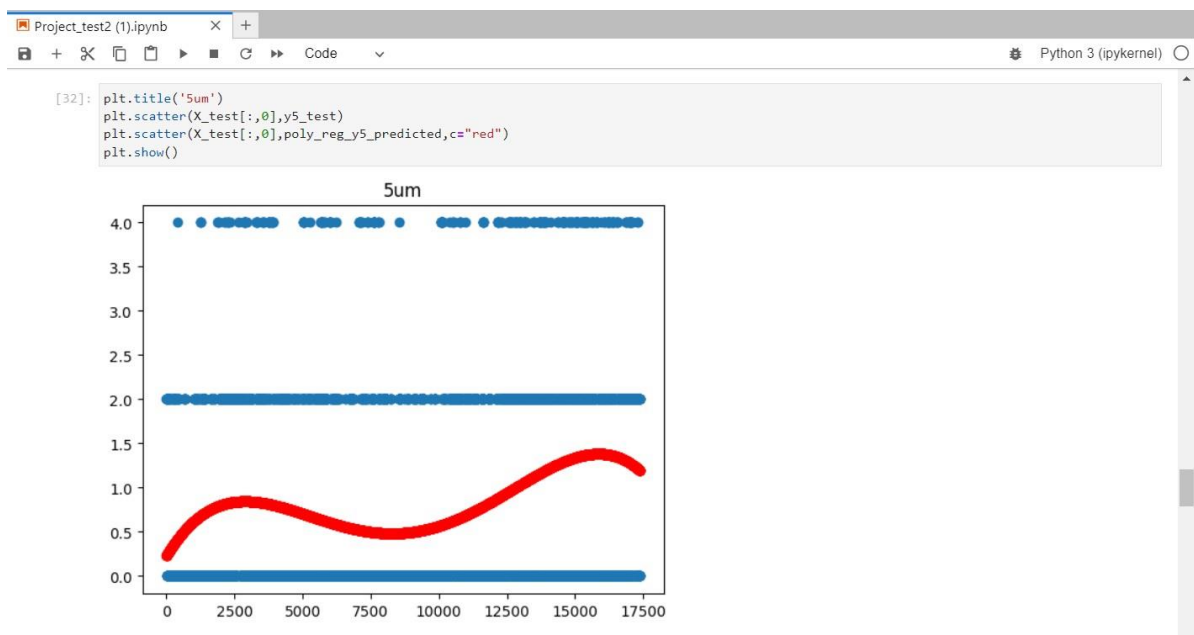 Project_test2 (1).ipynb
Code
Python 3 (ipykernel)
[32]: plt.title('5um')
plt.scatter(X_test[:,0],y5_test)
plt.scatter(X_test[:,0],poly_reg_y5_predicted,c="red")
plt.show()
5um
4.0
3.5
3.0
2.5
2.0
1.5
1.0
0.5
0.0
0 2500 5000 7500 10000 12500 15000 17500